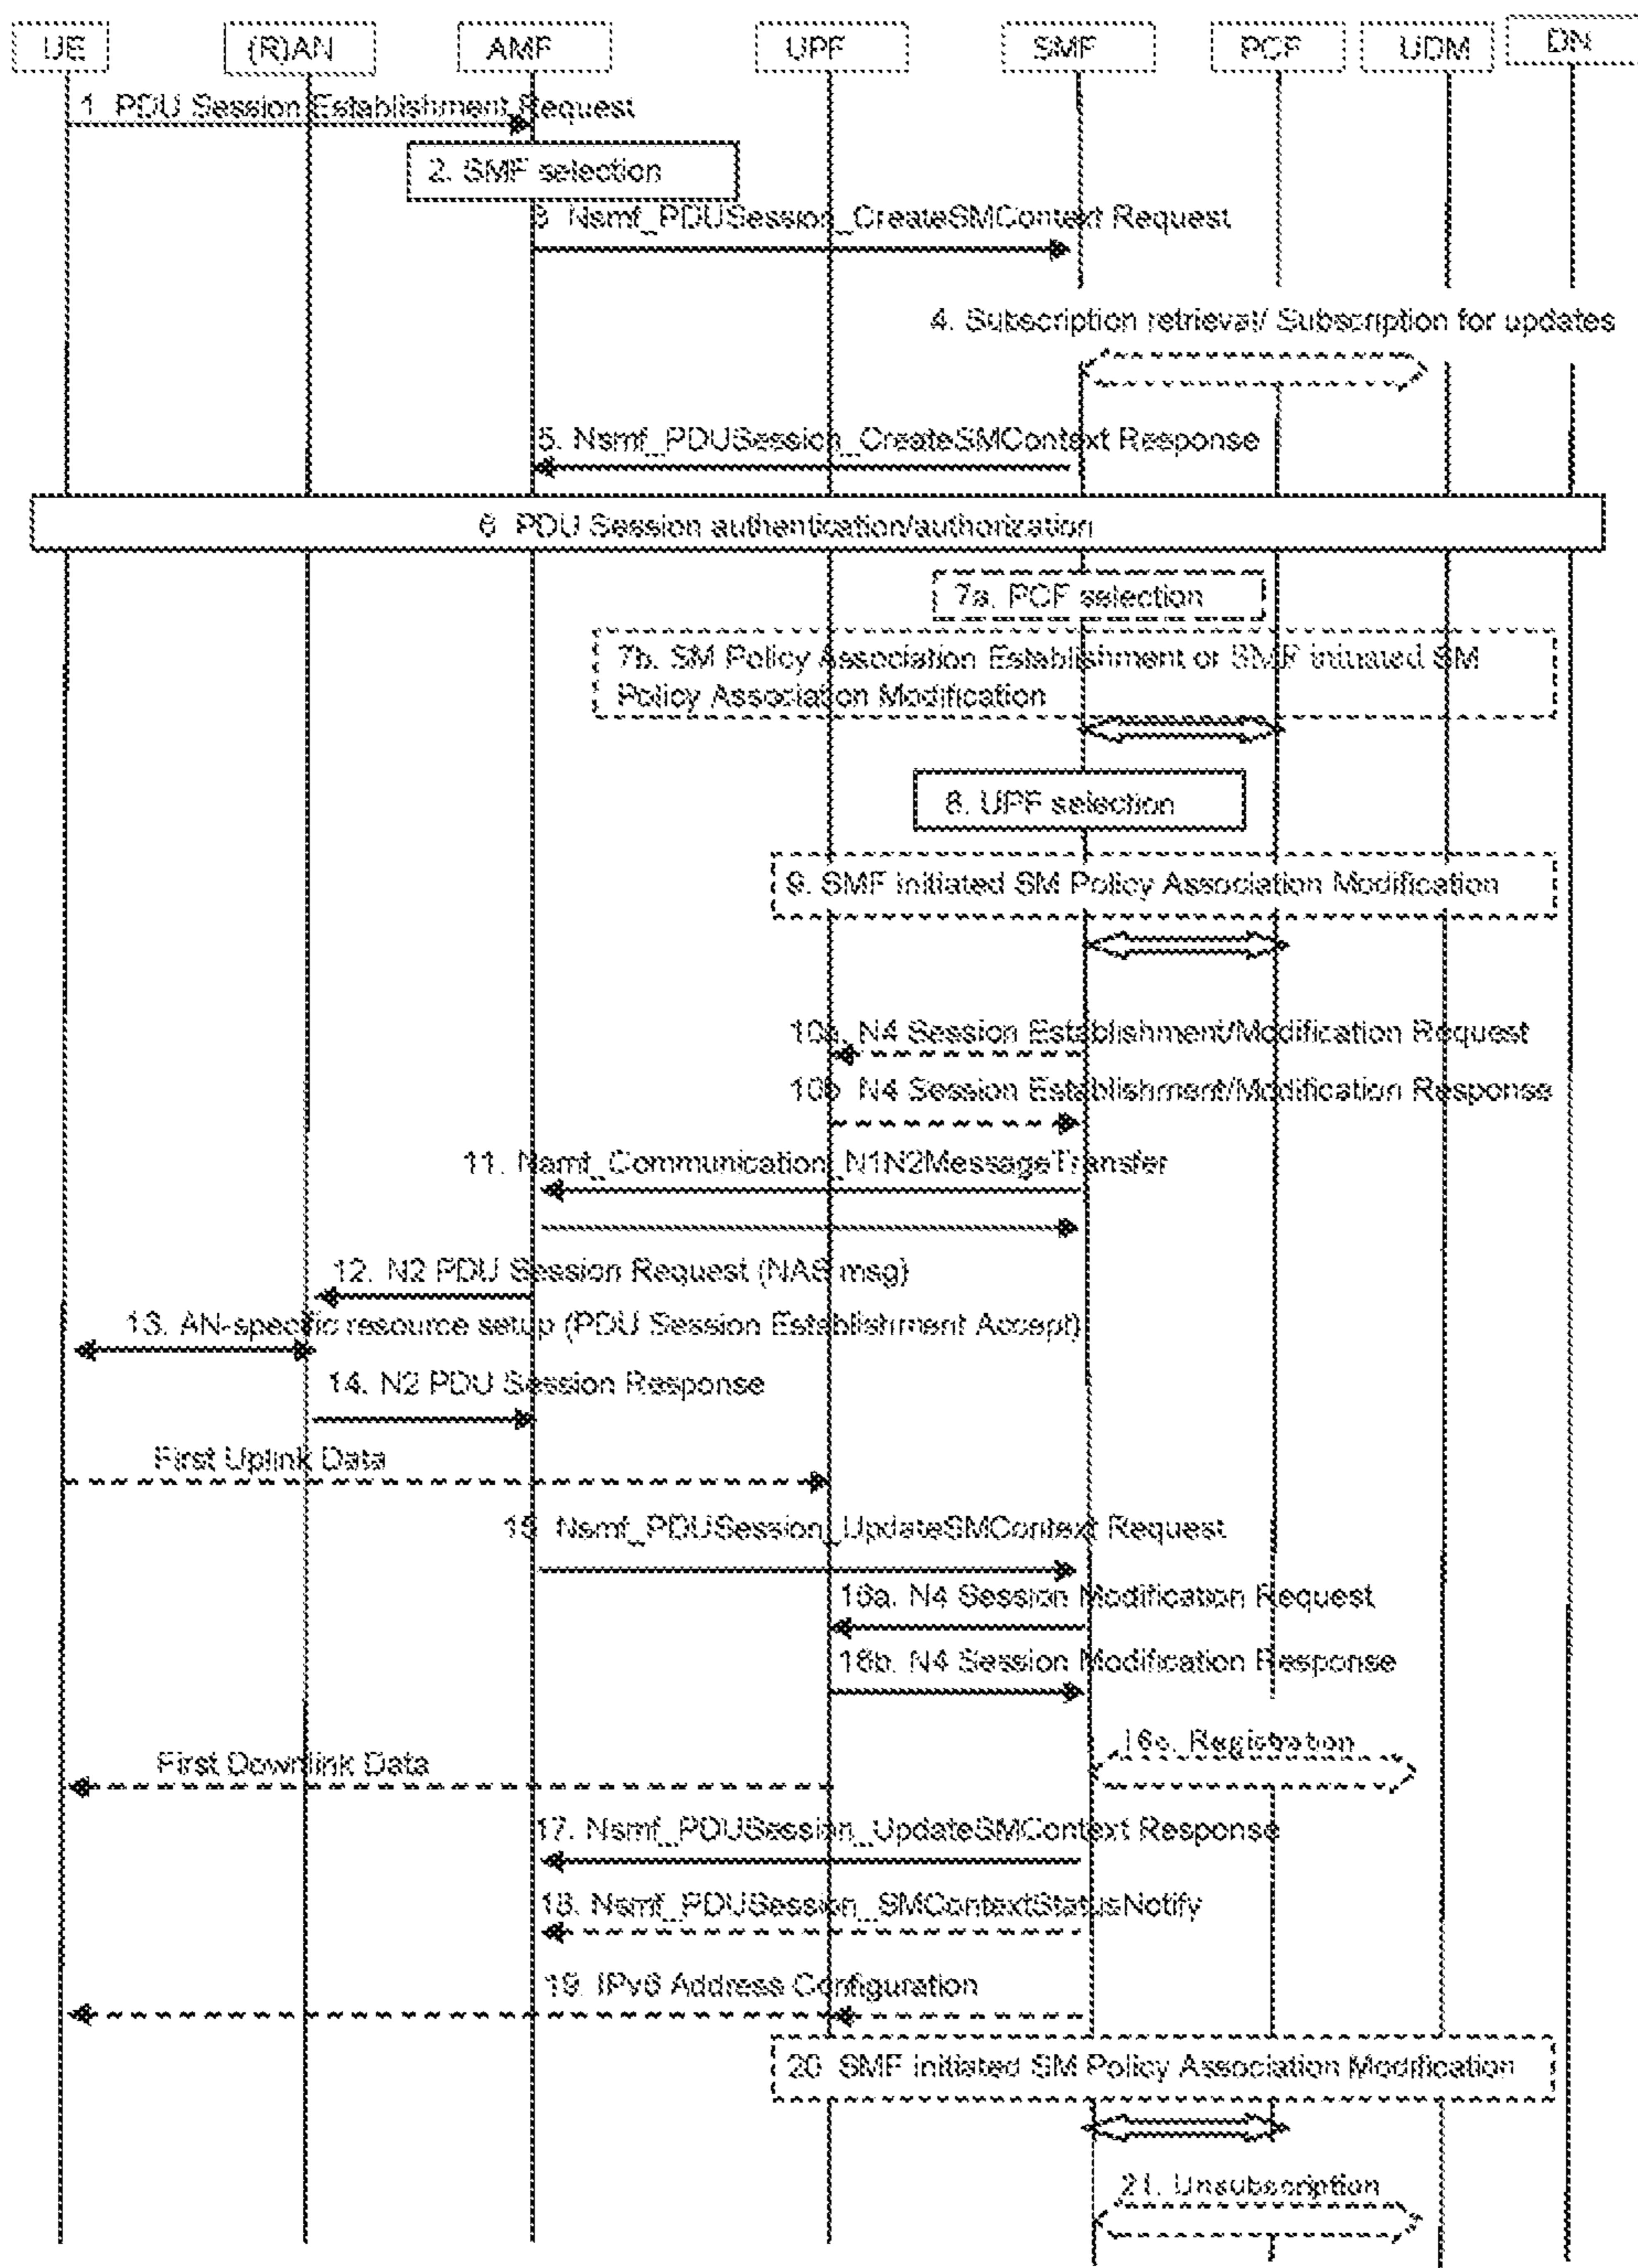 UE
(R)AN
AMF
UPF
SMF
PCF
UDM
DN
1. PDU Session Establishment Request
2. SMF selection
3. Nsmf_PDUSession_CreateSMContext Request
4. Subscription retrieval/ Subscription for updates
5. Nsmf_PDUSession_CreateSMContext Response
6. PDU Session authentication/authorization
7a. PCF selection
7b. SM Policy Association Establishment or SMF initiated SM
Policy Association Modification
8. UPF selection
9. SMF initiated SM Policy Association Modification
10a. N4 Session Establishment/Modification Request
10b. N4 Session Establishment/Modification Response
11. Namf_Communication_N1N2MessageTransfer
12. N2 PDU Session Request (NAS msg)
13. AN-specific resource setup (PDU Session Establishment Accept)
14. N2 PDU Session Response
First Uplink Data
15. Nsmf_PDUSession_UpdateSMContext Request
16a. N4 Session Modification Request
16b. N4 Session Modification Response
16c. Registration
First Downlink Data
17. Nsmf_PDUSession_UpdateSMContext Response
18. Nsmf_PDUSession_SMContextStatusNotify
19. IPv6 Address Configuration
20. SMF initiated SM Policy Association Modification
21. Unsubscription